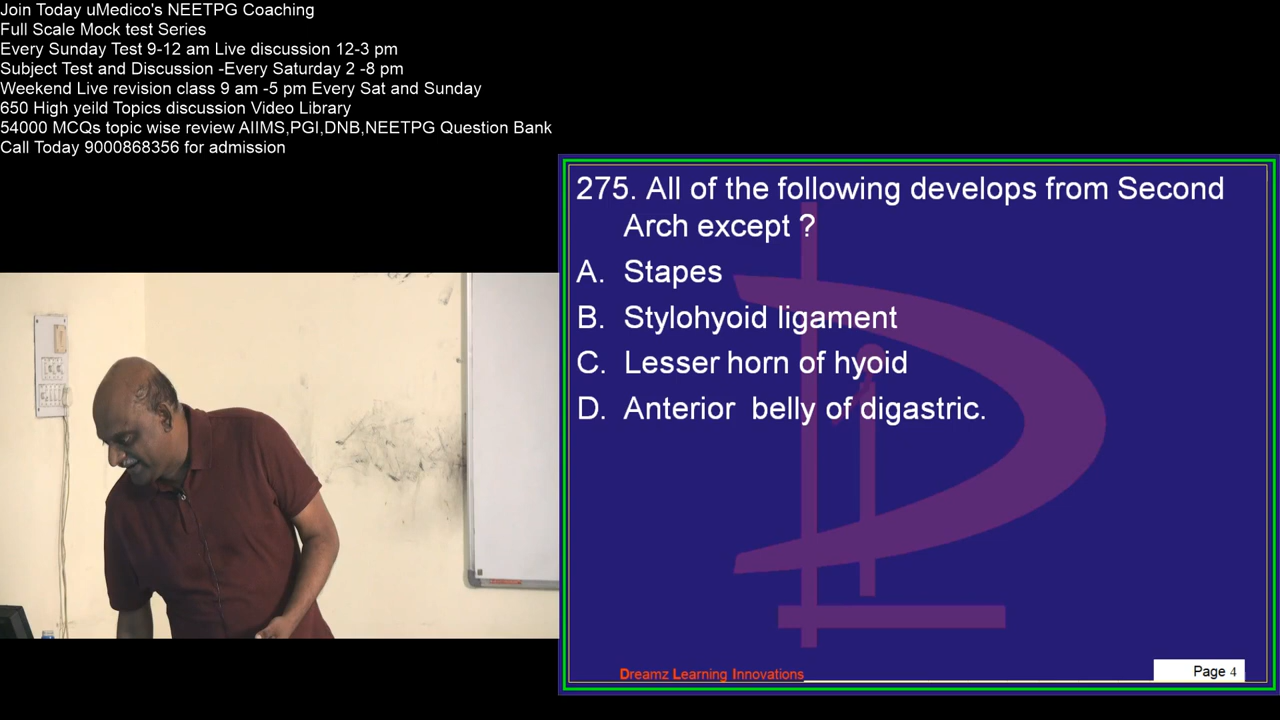 Join Today uMedico's NEETPG Coaching
Full Scale Mock test Series
Every Sunday Test 9-12 am Live discussion 12-3 pm
Subject Test and Discussion -Every Saturday 2 -8 pm
Weekend Live revision class 9 am -5 pm Every Sat and Sunday
650 High yeild Topics discussion Video Library
54000 MCQs topic wise review AIIMS,PGI,DNB,NEETPG Question Bank
Call Today 9000868356 for admission
275. All of the following develops from Second
Arch except ?
A. Stapes
B. Stylohyoid ligament
C. Lesser horn of hyoid
D. Anterior belly of digastric.
Dreamz Learning Innovations
Page 4